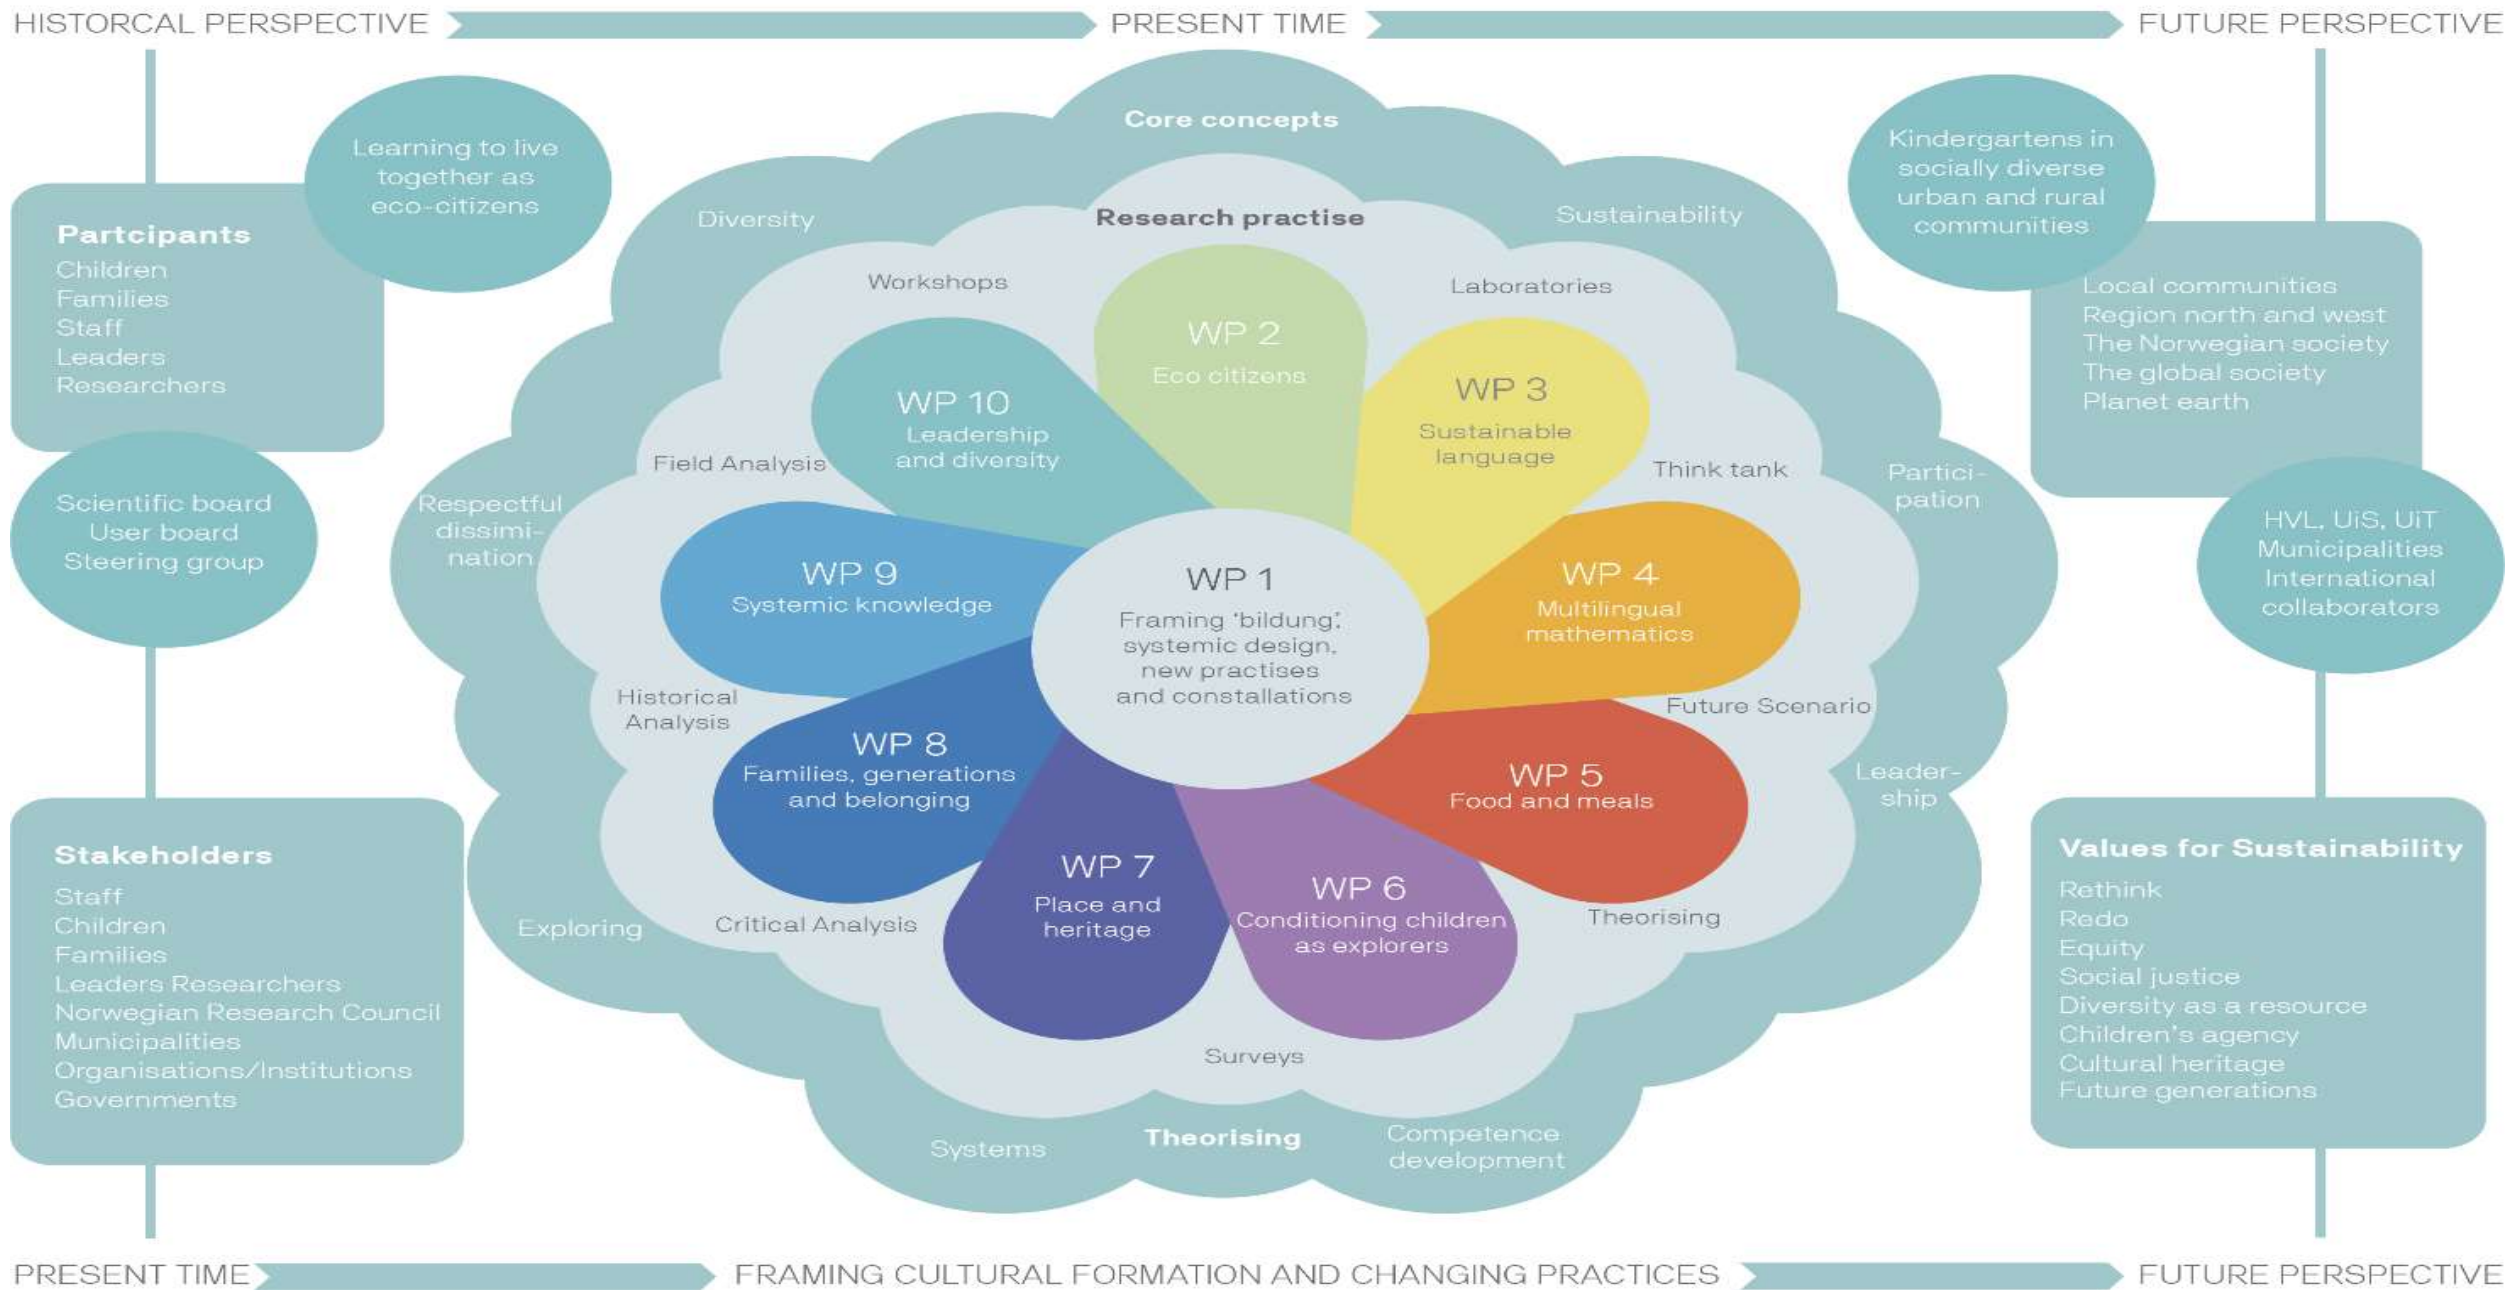 HISTORCAL PERSPECTIVE
PRESENT TIME
FUTURE PERSPECTIVE
Learning to live
together as
eco-citizens
Partcipants
Children
Families
Staff
Leaders
Researchers
Scientific board
User board
Steering group
Stakeholders
Staff
Children
Families
Leaders Researchers
Norwegian Research Council
Municipalities
Organisations/Institutions
Governments
Core concepts
Diversity
Sustainability
Respectful
dissimi-
nation
Partici-
pation
Leader-
ship
Exploring
Systems
Theorising
Competence
development
Research practise
Workshops
Laboratories
Field Analysis
Think tank
Historical
Analysis
Future Scenario
Critical Analysis
Theorising
Surveys
WP 1
Framing ‘bildung’,
systemic design,
new practises
and constallations
WP 2
Eco citizens
WP 3
Sustainable
language
WP 4
Multilingual
mathematics
WP 5
Food and meals
WP 6
Conditioning children
as explorers
WP 7
Place and
heritage
WP 8
Families, generations
and belonging
WP 9
Systemic knowledge
WP 10
Leadership
and diversity
Kindergartens in
socially diverse
urban and rural
communities
Local communities
Region north and west
The Norwegian society
The global society
Planet earth
HVL, UiS, UiT
Municipalities
International
collaborators
Values for Sustainability
Rethink
Redo
Equity
Social justice
Diversity as a resource
Children’s agency
Cultural heritage
Future generations
PRESENT TIME
FRAMING CULTURAL FORMATION AND CHANGING PRACTICES
FUTURE PERSPECTIVE